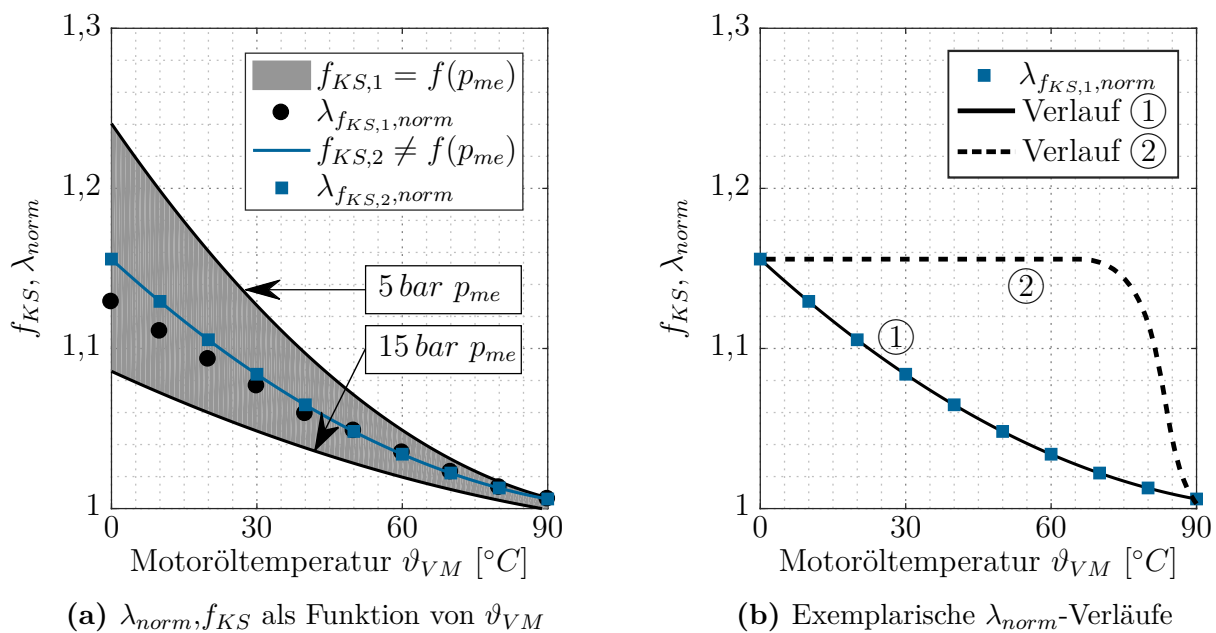 1,3
1,2
1,1
1
f_{KS}, λ_{norm}
f_{KS,1} = f(p_{me})
λ_{f_{KS,1},norm}
f_{KS,2} ≠ f(p_{me})
λ_{f_{KS,2},norm}
5 bar p_{me}
15 bar p_{me}
0 30 60 90
Motoröltemperatur ϑ_{VM} [°C]
(a) λ_{norm},f_{KS} als Funktion von ϑ_{VM}
1,3
1,2
1,1
1
f_{KS}, λ_{norm}
λ_{f_{KS,1},norm}
Verlauf ①
Verlauf ②
②
①
0 30 60 90
Motoröltemperatur ϑ_{VM} [°C]
(b) Exemplarische λ_{norm}-Verläufe